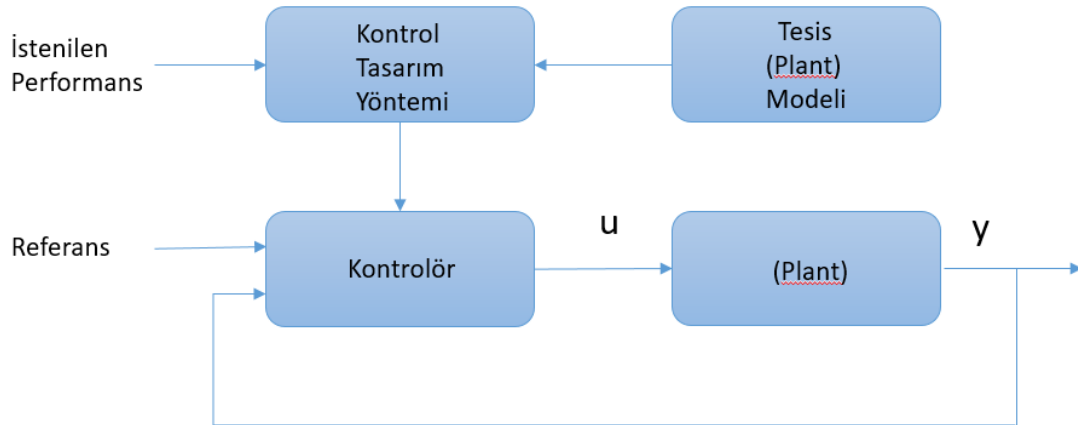 İstenilen
Performans
Kontrol
Tasarım
Yöntemi
Tesis
(Plant)
Modeli
Referans
Kontrolör
u
(Plant)
y